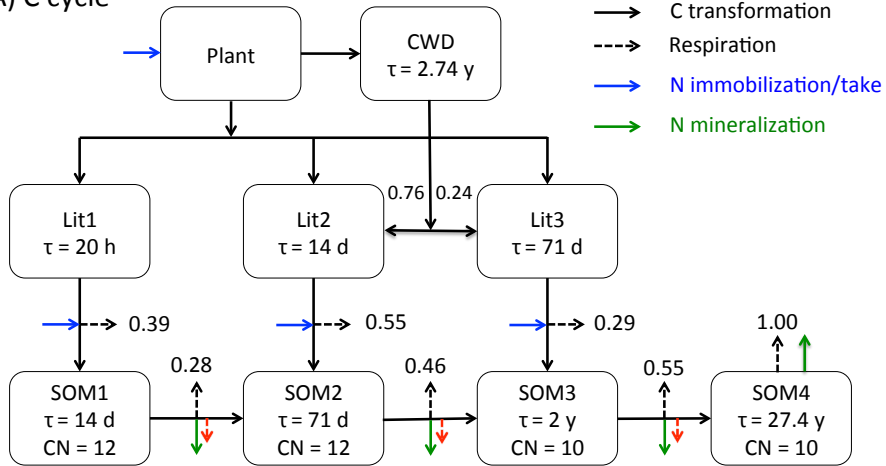 C cycle
C transformation
Respiration
N immobilization/take
N mineralization
Plant
CWD
τ = 2.74 y
0.76 0.24
Lit1
τ = 20 h
Lit2
τ = 14 d
Lit3
τ = 71 d
0.39
0.55
0.29
1.00
0.28
0.46
0.55
SOM1
τ = 14 d
CN = 12
SOM2
τ = 71 d
CN = 12
SOM3
τ = 2 y
CN = 10
SOM4
τ = 27.4 y
CN = 10